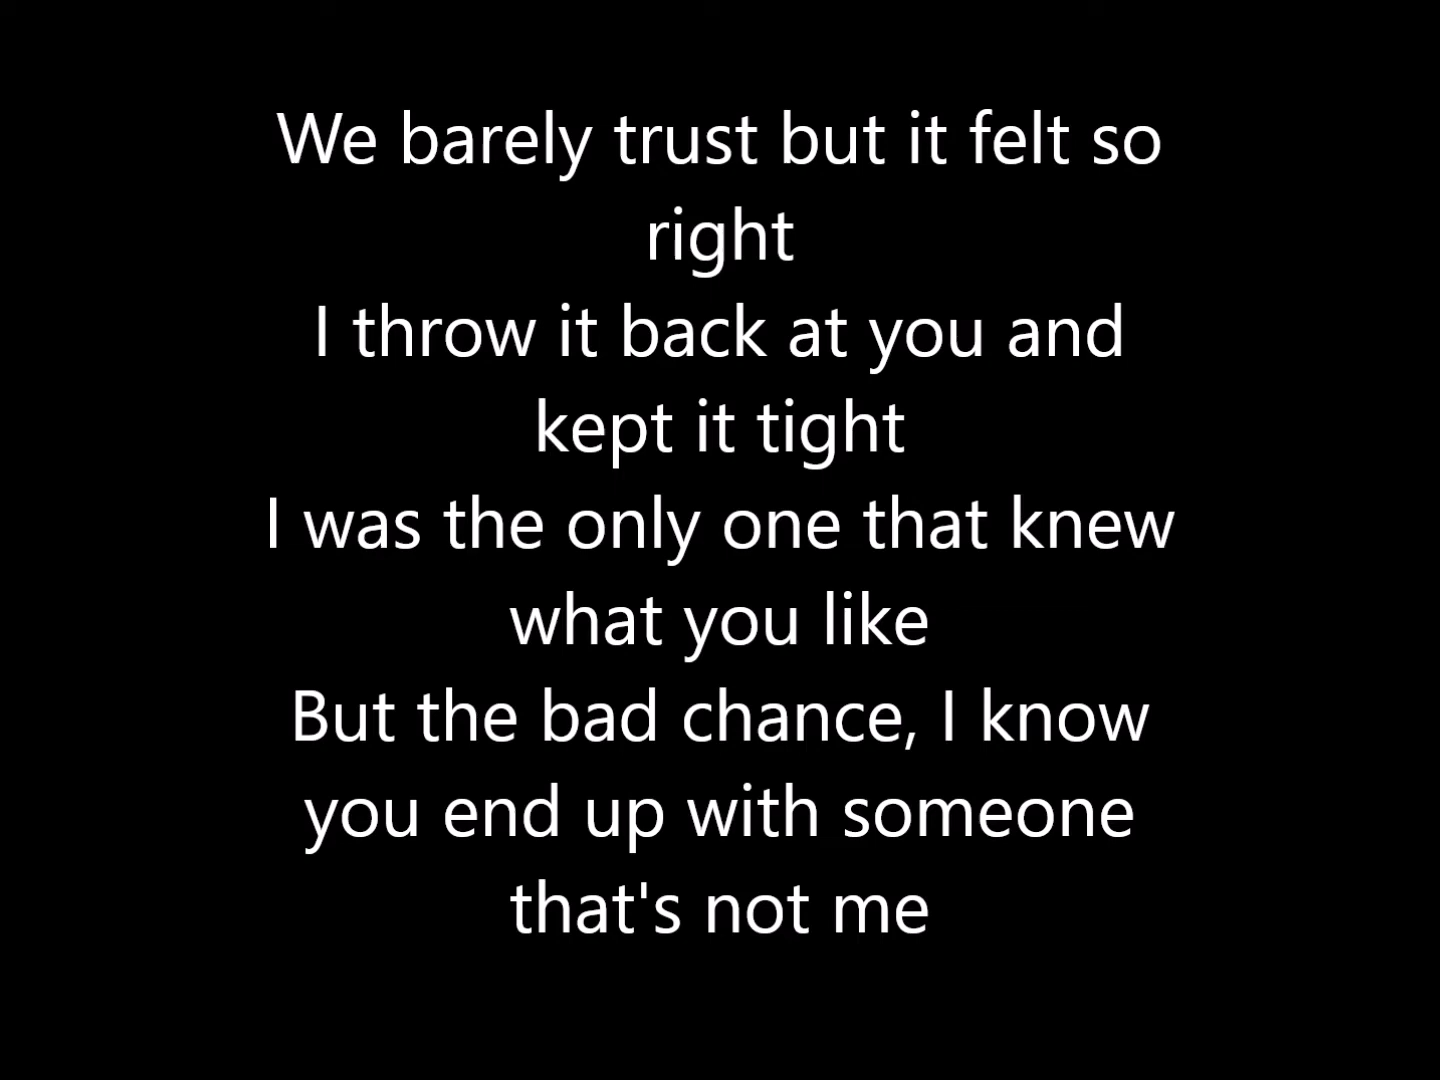 We barely trust but it felt so
right
I throw it back at you and
kept it tight
I was the only one that knew
what you like
But the bad chance, I know
you end up with someone
that's not me